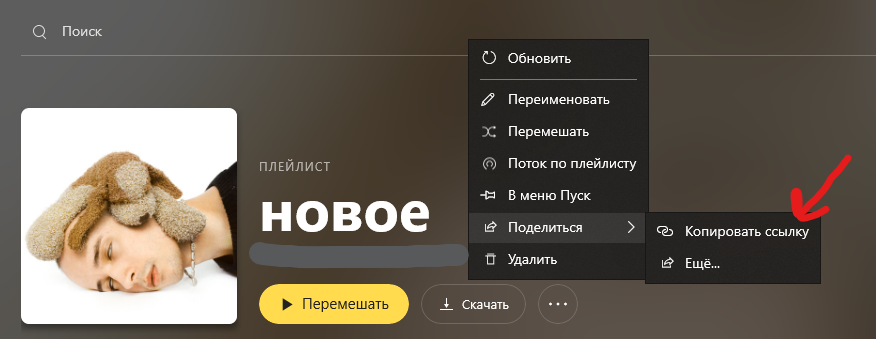 Поиск
ПЛЕЙЛИСТ
новое
Перемешать
Скачать
Обновить
Переименовать
Перемешать
Поток по плейлисту
В меню Пуск
Поделиться
Удалить
Копировать ссылку
Ещё...